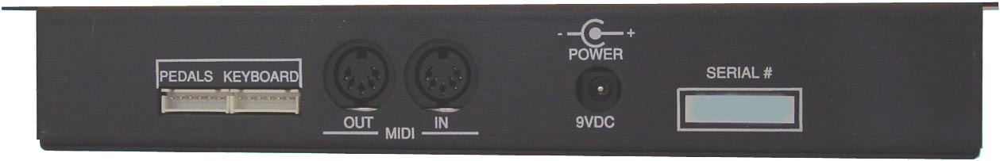 PEDALS KEYBOARD
OUT IN
MIDI
- +
POWER
9VDC
SERIAL #